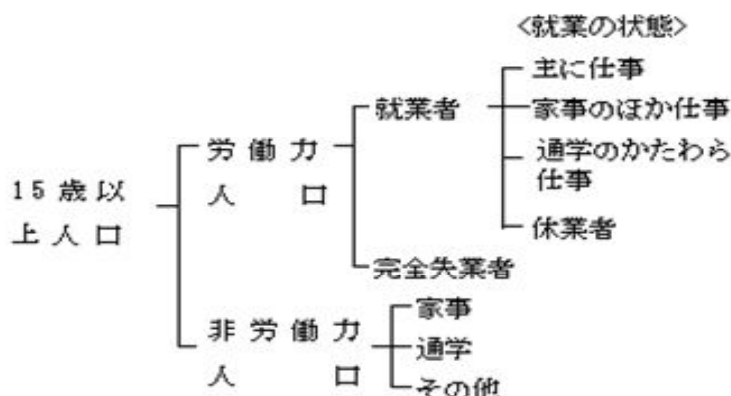 <就業の状態>
主に仕事
就業者
家事のほか仕事
労働力
人口
通学のかたわら
仕事
15歳以
上人口
休業者
完全失業者
非労働力
人口
家事
通学
その他